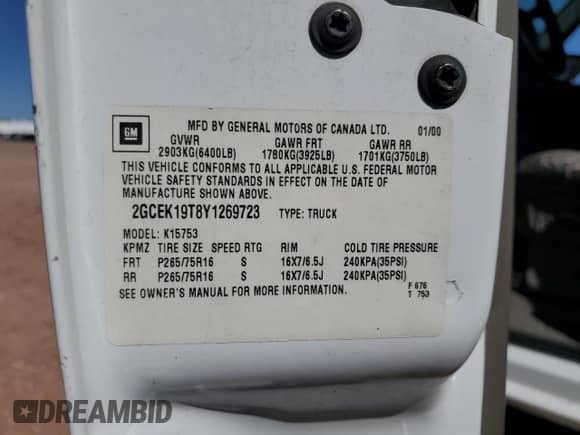 GM
MFD BY GENERAL MOTORS OF CANADA LTD. 01/00
GVWR GAWR FRT GAWR RR
2903KG(6400LB) 1780KG(3925LB) 1701KG(3750LB)
THIS VEHICLE CONFORMS TO ALL APPLICABLE U.S. FEDERAL MOTOR
VEHICLE SAFETY STANDARDS IN EFFECT ON THE DATE OF
MANUFACTURE SHOWN ABOVE.
2GCEK19T8Y1269723 TYPE: TRUCK
MODEL: K15753
KPMZ TIRE SIZE SPEED RTG RIM COLD TIRE PRESSURE
FRT P265/75R16 S 16X7/6.5J 240KPA(35PSI)
RR P265/75R16 S 16X7/6.5J 240KPA(35PSI)
SEE OWNER'S MANUAL FOR MORE INFORMATION.
F 676
T 753
DREAMBID